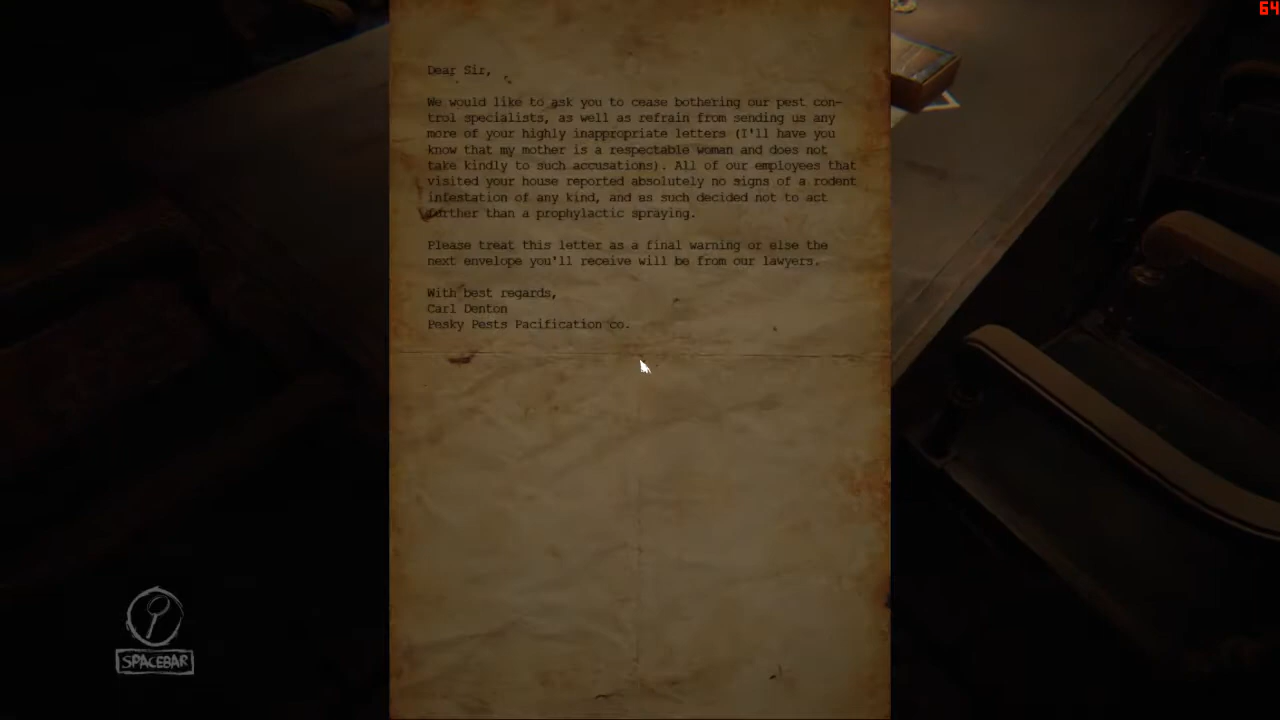 64
Dear Sir,
We would like to ask you to cease bothering our pest con-
trol specialists, as well as refrain from sending us any
more of your highly inappropriate letters (I'll have you
know that my mother is a respectable woman and does not
take kindly to such accusations). All of our employees that
visited your house reported absolutely no signs of a rodent
infestation of any kind, and as such decided not to act
further than a prophylactic spraying.
Please treat this letter as a final warning or else the
next envelope you'll receive will be from our lawyers.
With best regards,
Carl Denton
Pesky Pests Pacification co.
SPACEBAR